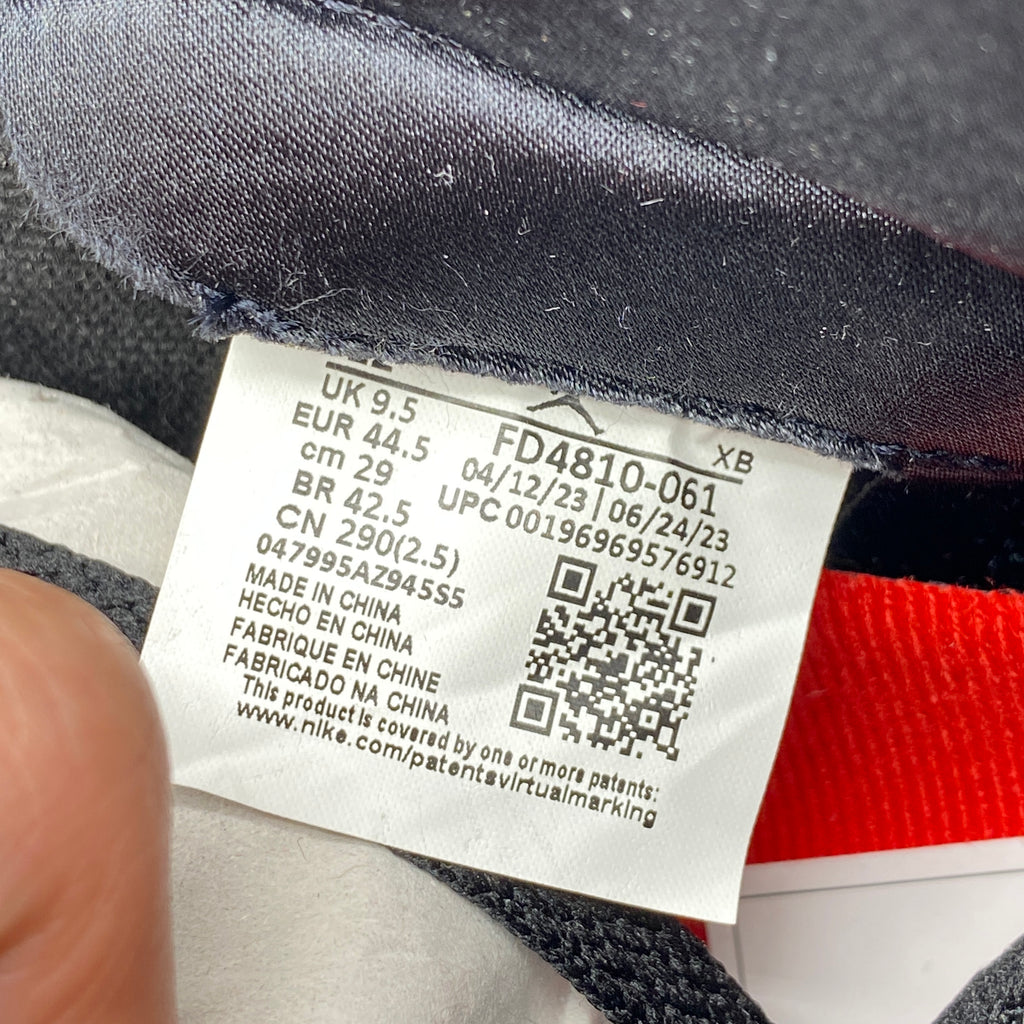 UK 9.5
EUR 44.5
cm 29
BR 42.5
CN 290(2.5)
047995AZ945S5
XB
FD4810-061
04/12/23 | 06/24/23
UPC 00196969576912
MADE IN CHINA
HECHO EN CHINA
FABRIQUE EN CHINE
FABRICADO NA CHINA
This product is covered by one or more patents:
www.nike.com/patentsvirtualmarking